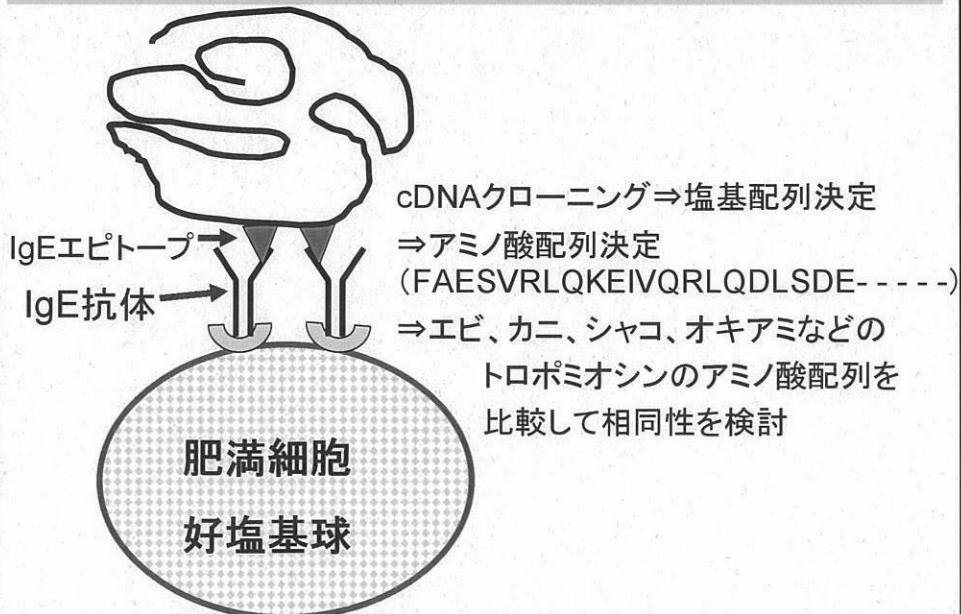 cDNAクローニング⇒塩基配列決定
IgEエピトープ
⇒アミノ酸配列決定
(FAESVRLQKEIVQRLQDLSDE- - - - -)
IgE抗体
⇒エビ、カニ、シャコ、オキアミなどの
トロポミオシンのアミノ酸配列を
比較して相同性を検討
肥満細胞
好塩基球